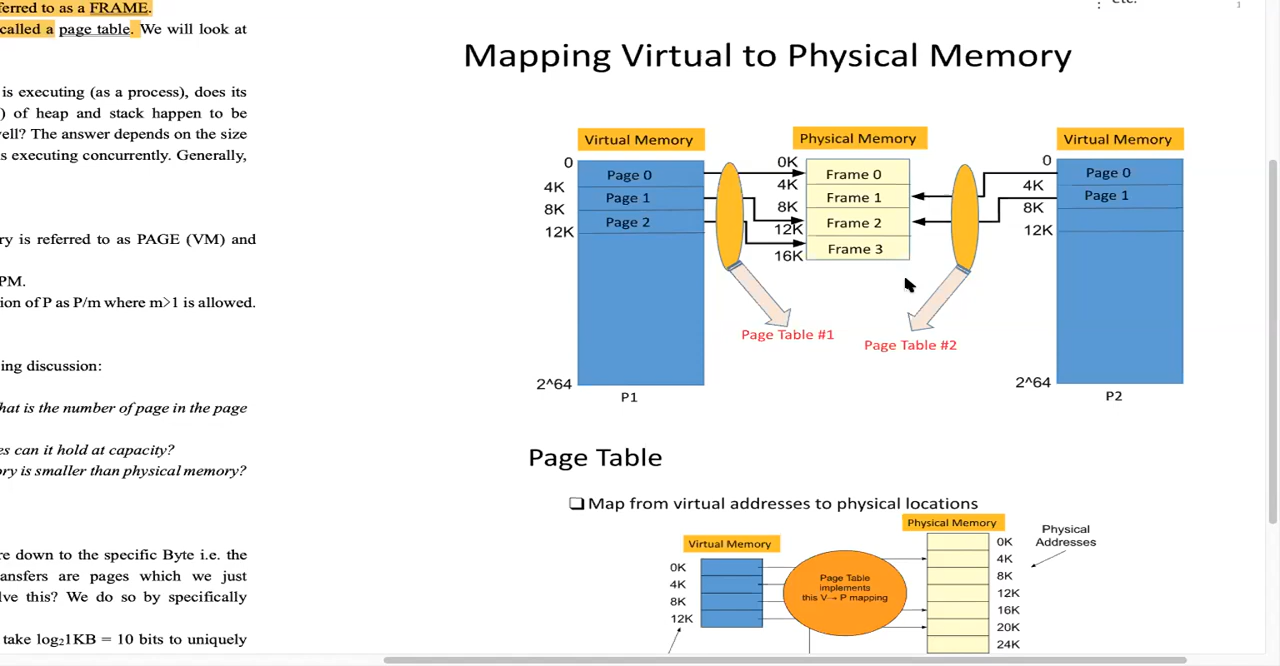 erred to as a FRAME.
called a page table. We will look at
is executing (as a process), does its
) of heap and stack happen to be
well? The answer depends on the size
s executing concurrently. Generally,
ry is referred to as PAGE (VM) and
PM.
ion of P as P/m where m>1 is allowed.
ing discussion:
hat is the number of page in the page
es can it hold at capacity?
ory is smaller than physical memory?
re down to the specific Byte i.e. the
ansfers are pages which we just
lve this? We do so by specifically
take log₂1KB = 10 bits to uniquely
: etc.
1
Mapping Virtual to Physical Memory
Virtual Memory
0
4K
8K
12K
2^64
Page 0
Page 1
Page 2
P1
Physical Memory
0K
4K
8K
12K
16K
Frame 0
Frame 1
Frame 2
Frame 3
Page Table #1
Page Table #2
Virtual Memory
0
4K
8K
12K
2^64
Page 0
Page 1
P2
Page Table
❑ Map from virtual addresses to physical locations
Virtual Memory
0K
4K
8K
12K
Page Table
implements
this V→ P mapping
Physical Memory
0K
4K
8K
12K
16K
20K
24K
Physical
Addresses